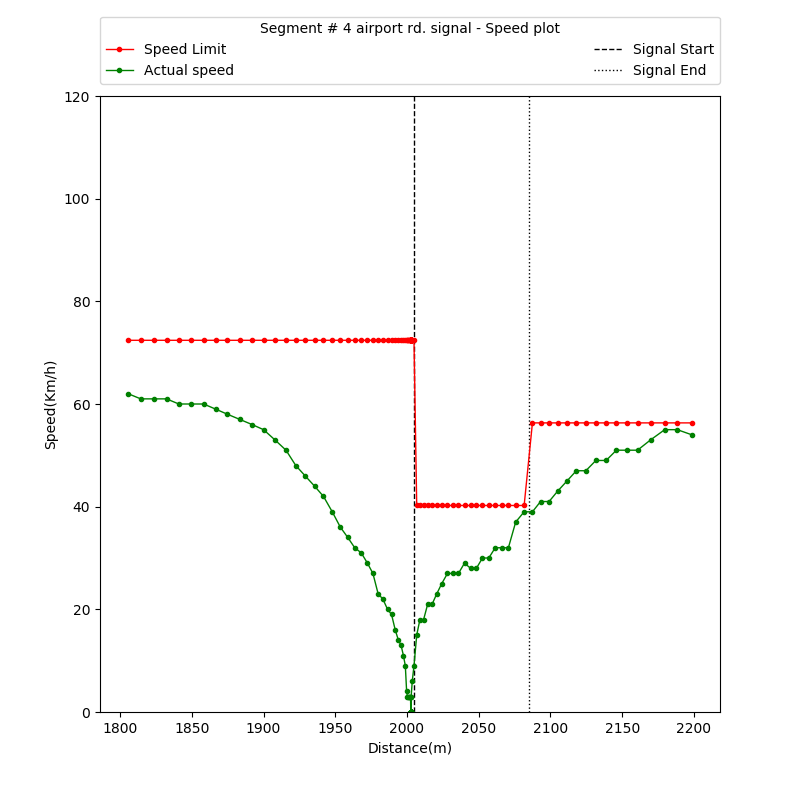 Segment # 4 airport rd. signal - Speed plot
Speed Limit
Actual speed
Signal Start
Signal End
120
100
80
60
40
20
0
Speed(Km/h)
1800 1850 1900 1950 2000 2050 2100 2150 2200
Distance(m)